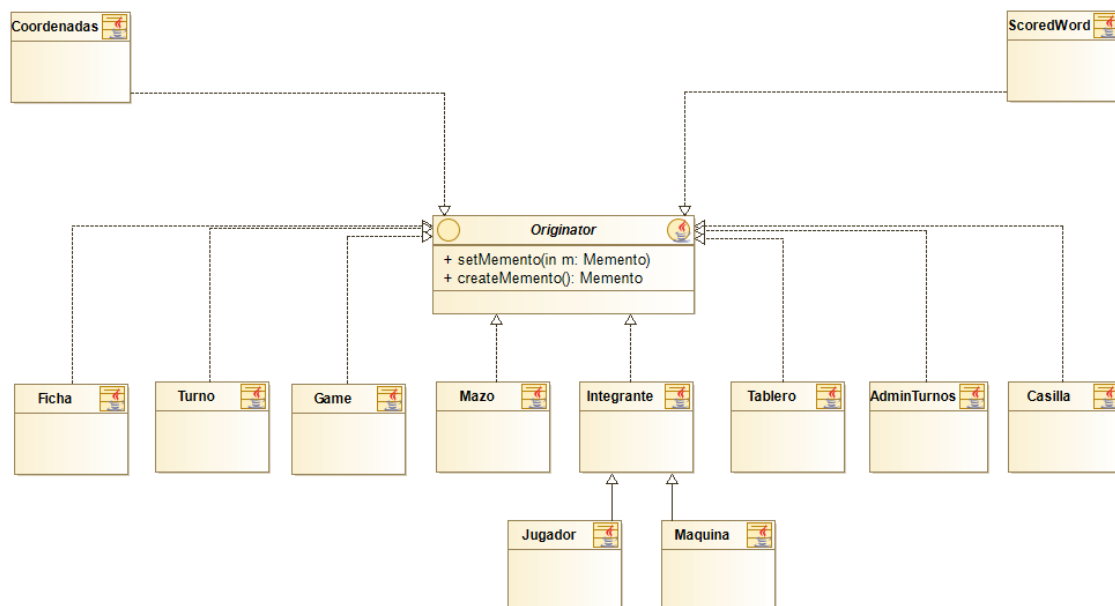 Coordenadas
ScoredWord
Originator
+ setMemento(in m: Memento)
+ createMemento(): Memento
Ficha
Turno
Game
Mazo
Integrante
Tablero
AdminTurnos
Casilla
Jugador
Maquina